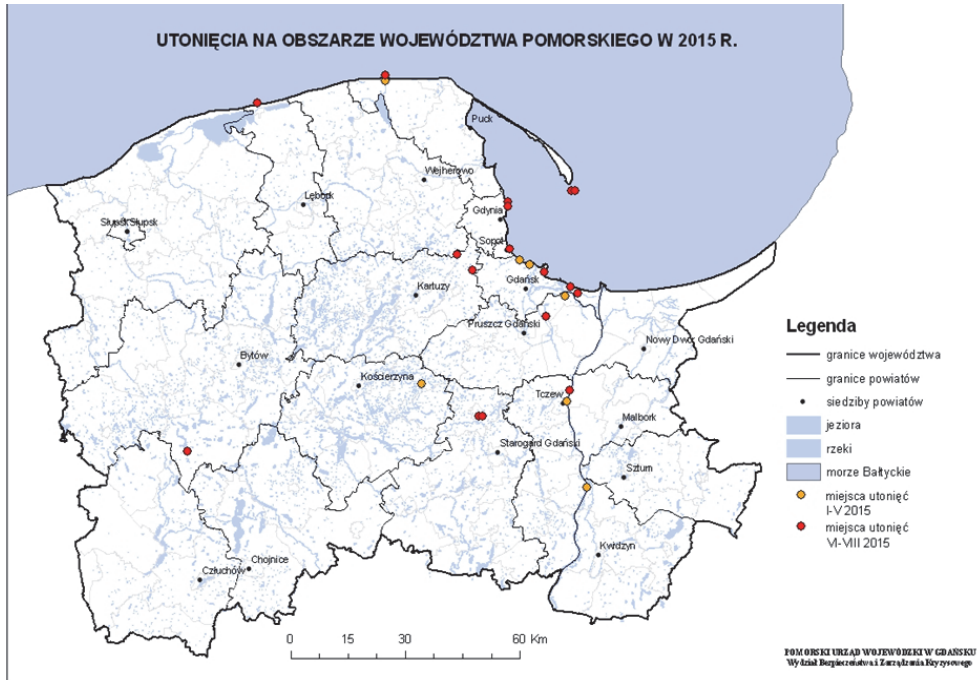 UTONIĘCIA NA OBSZARZE WOJEWÓDZTWA POMORSKIEGO W 2015 R.
Puck
Wejherowo
Lębork
Gdynia
Słupsk Słupsk
Sopot
Gdańsk
Kartuzy
Pruszcz Gdański
Nowy Dwór Gdański
Bytów
Kościerzyna
Tczew
Malbork
Starogard Gdański
Sztum
Kwidzyn
Chojnice
Człuchów
0 15 30 60 Km
Legenda
granice województwa
granice powiatów
siedziby powiatów
jeziora
rzeki
morze Bałtyckie
miejsca utonięć
I-V 2015
miejsca utonięć
VI-VIII 2015
POMORSKI URZĄD WOJEWÓDZKI W GDAŃSKU
Wydział Bezpieczeństwa i Zarządzania Kryzysowego